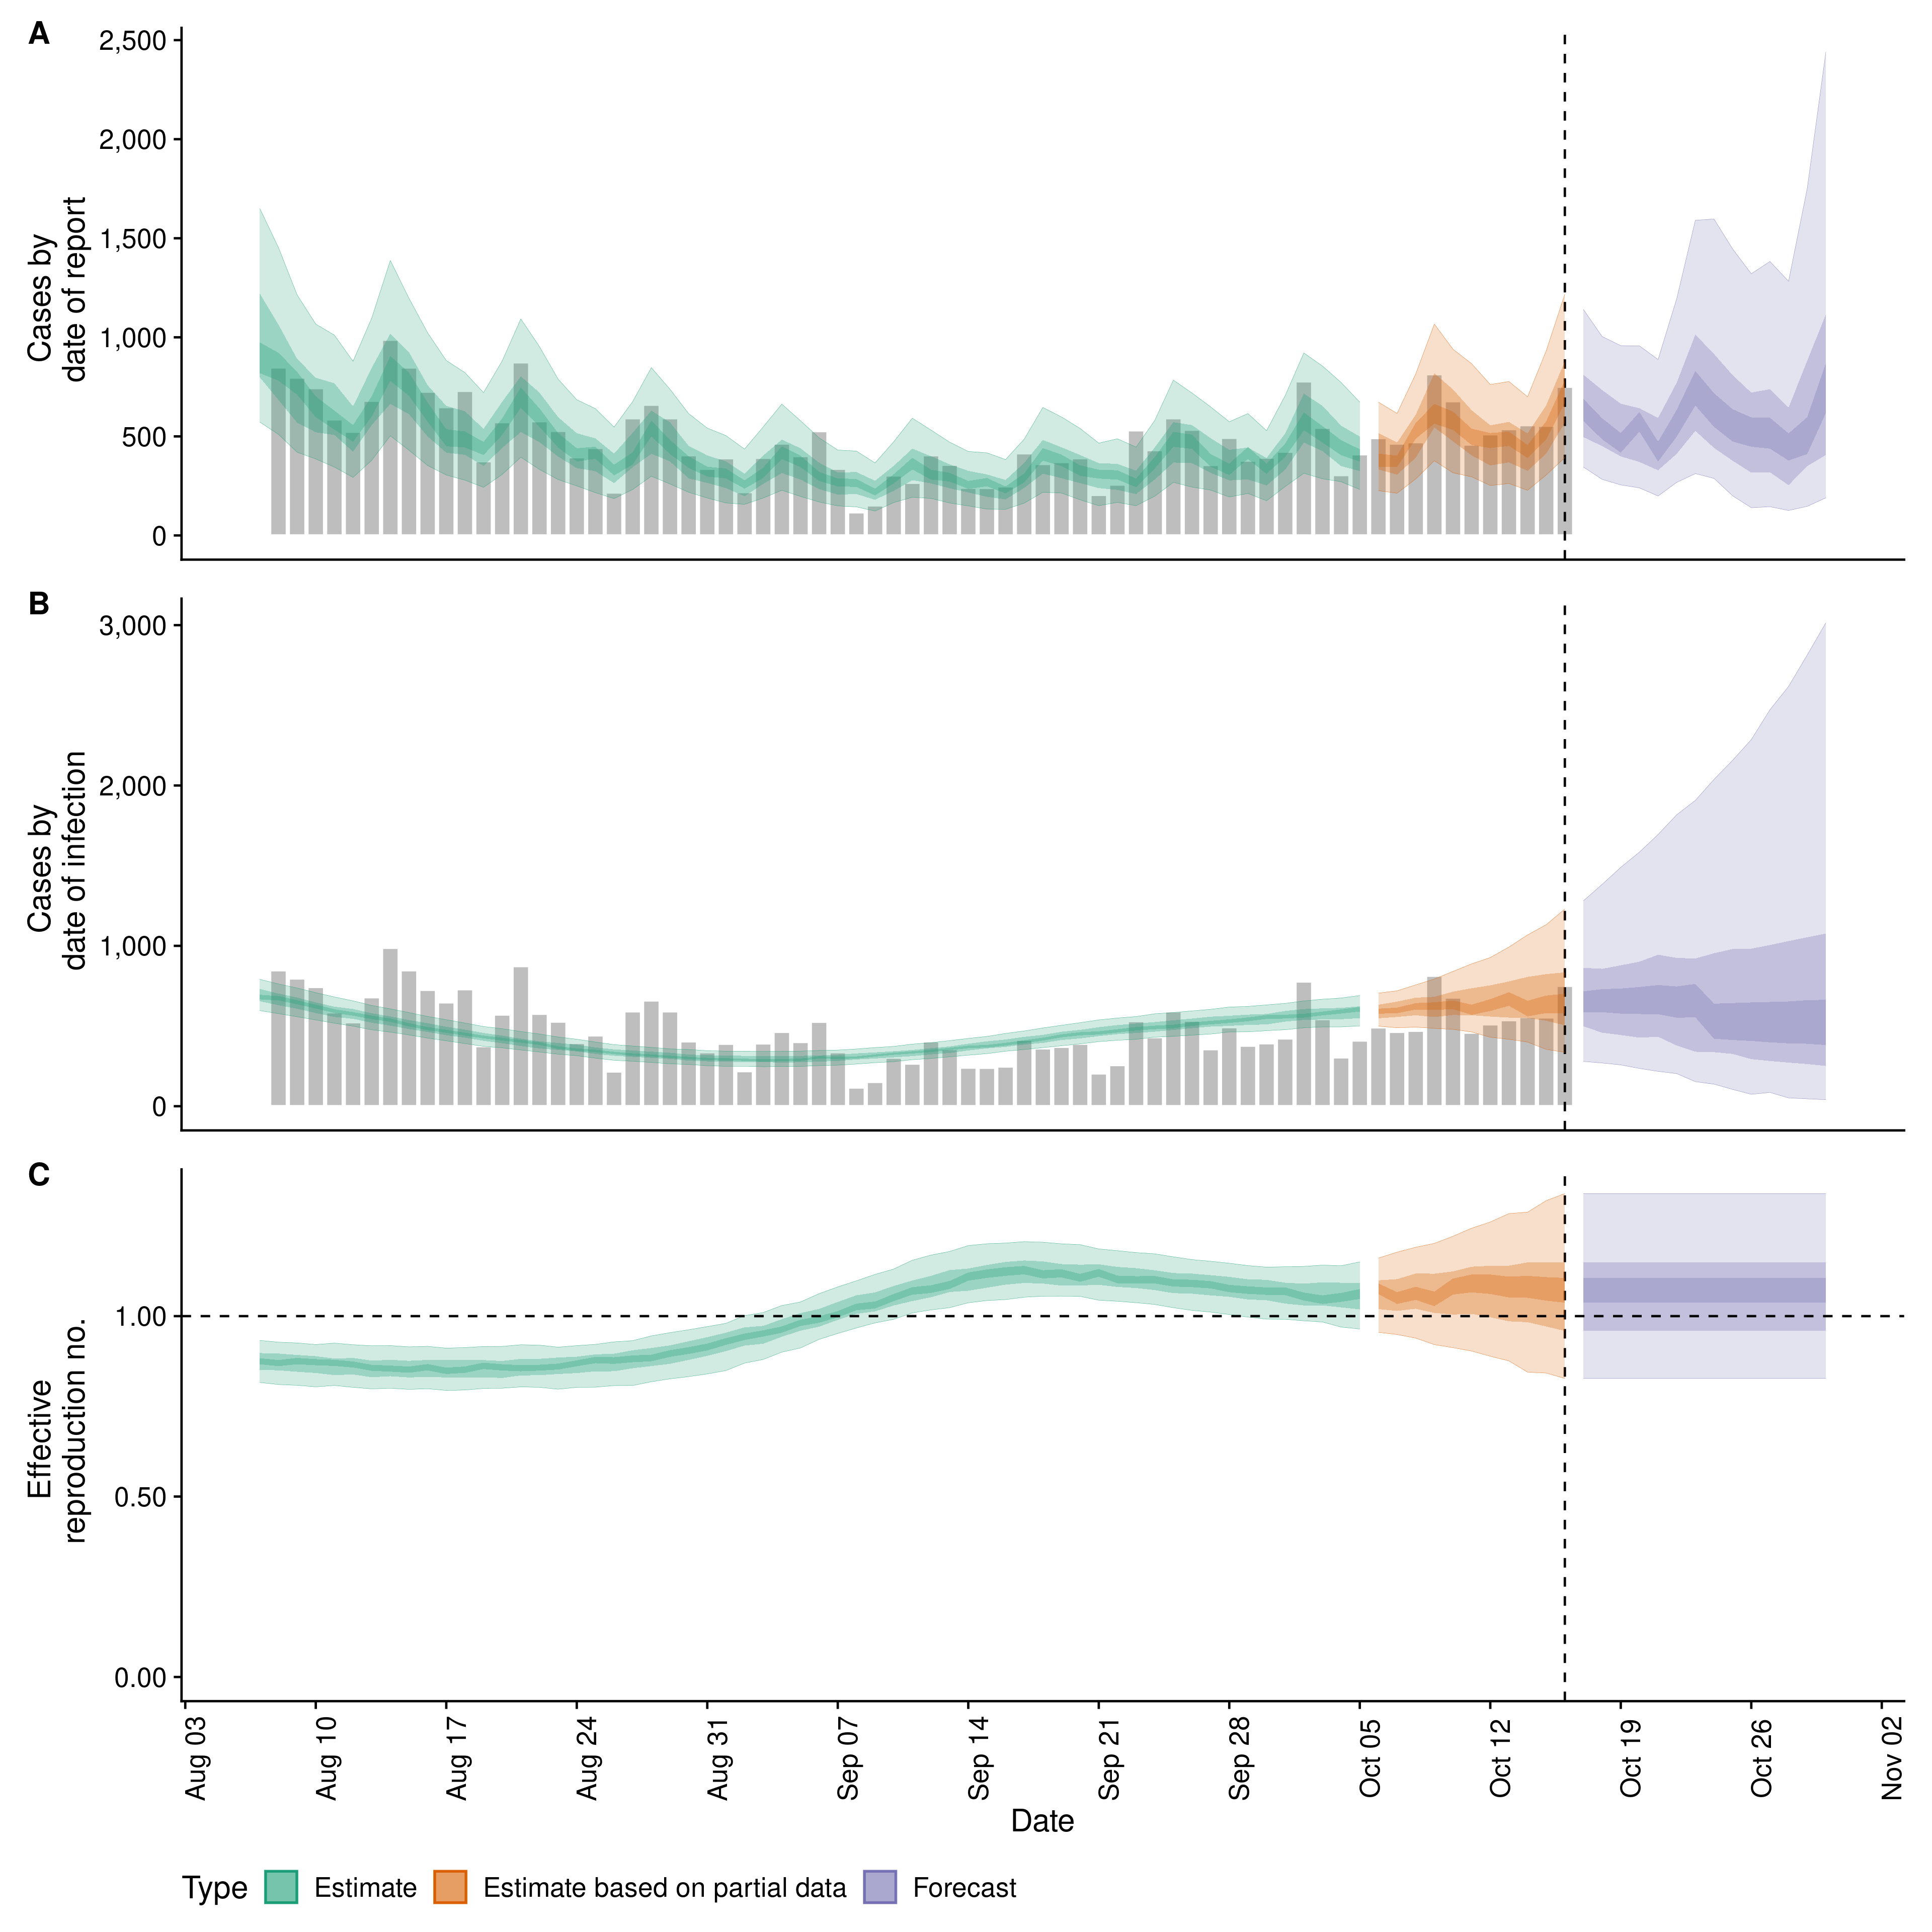 A
2,500
2,000
1,500
1,000
500
0
Cases by
date of report
B
3,000
2,000
1,000
0
Cases by
date of infection
C
1.00
0.50
0.00
Effective
reproduction no.
Aug 03
Aug 10
Aug 17
Aug 24
Aug 31
Sep 07
Sep 14
Sep 21
Sep 28
Oct 05
Oct 12
Oct 19
Oct 26
Nov 02
Date
Type Estimate Estimate based on partial data Forecast